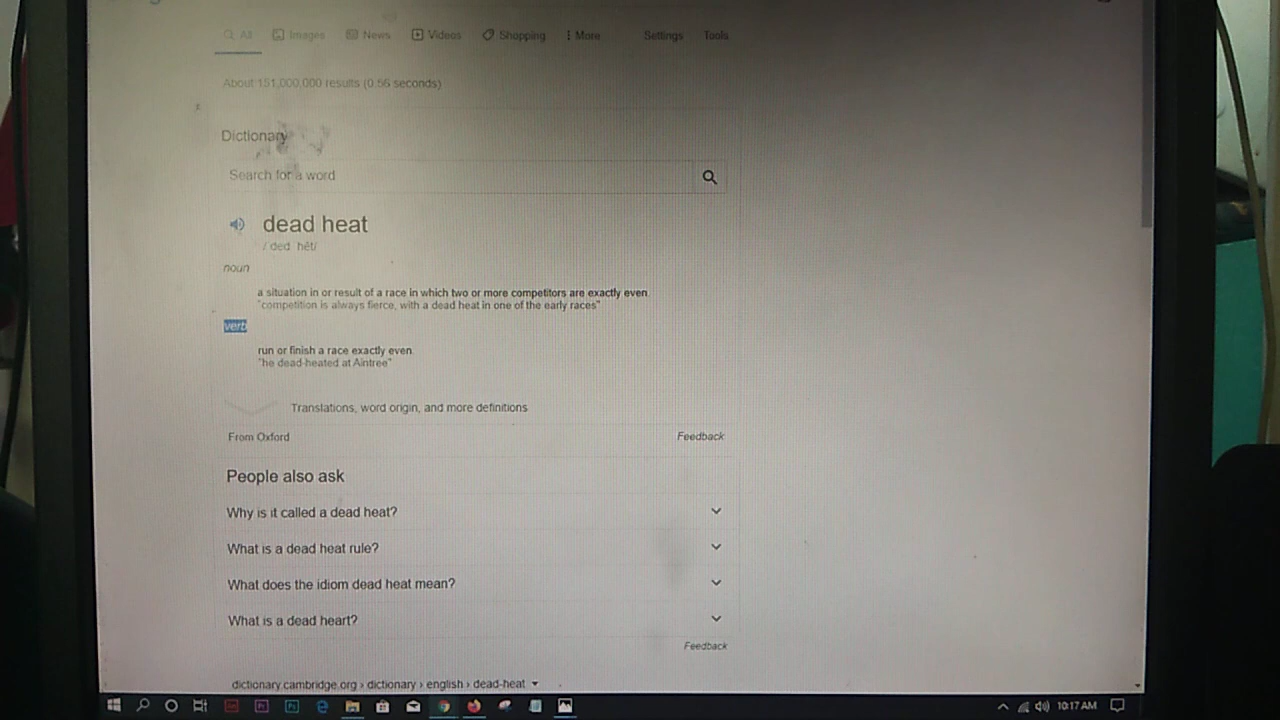 All Images News Videos Shopping More Settings Tools
About 151,000,000 results (0.56 seconds)
Dictionary
Search for a word
dead heat
/ˈded ˌhēt/
noun
a situation in or result of a race in which two or more competitors are exactly even.
"competition is always fierce, with a dead heat in one of the early races"
verb
run or finish a race exactly even.
"he dead-heated at Aintree"
Translations, word origin, and more definitions
From Oxford Feedback
People also ask
Why is it called a dead heat?
What is a dead heat rule?
What does the idiom dead heat mean?
What is a dead heart?
Feedback
dictionary.cambridge.org › dictionary › english › dead-heat
Pr Ps 10:17 AM